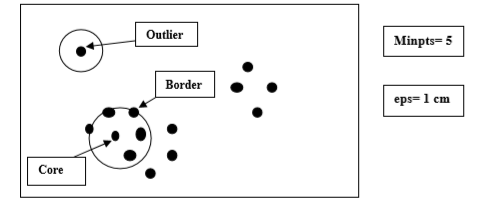 Outlier
Minpts= 5
Border
eps= 1 cm
Core